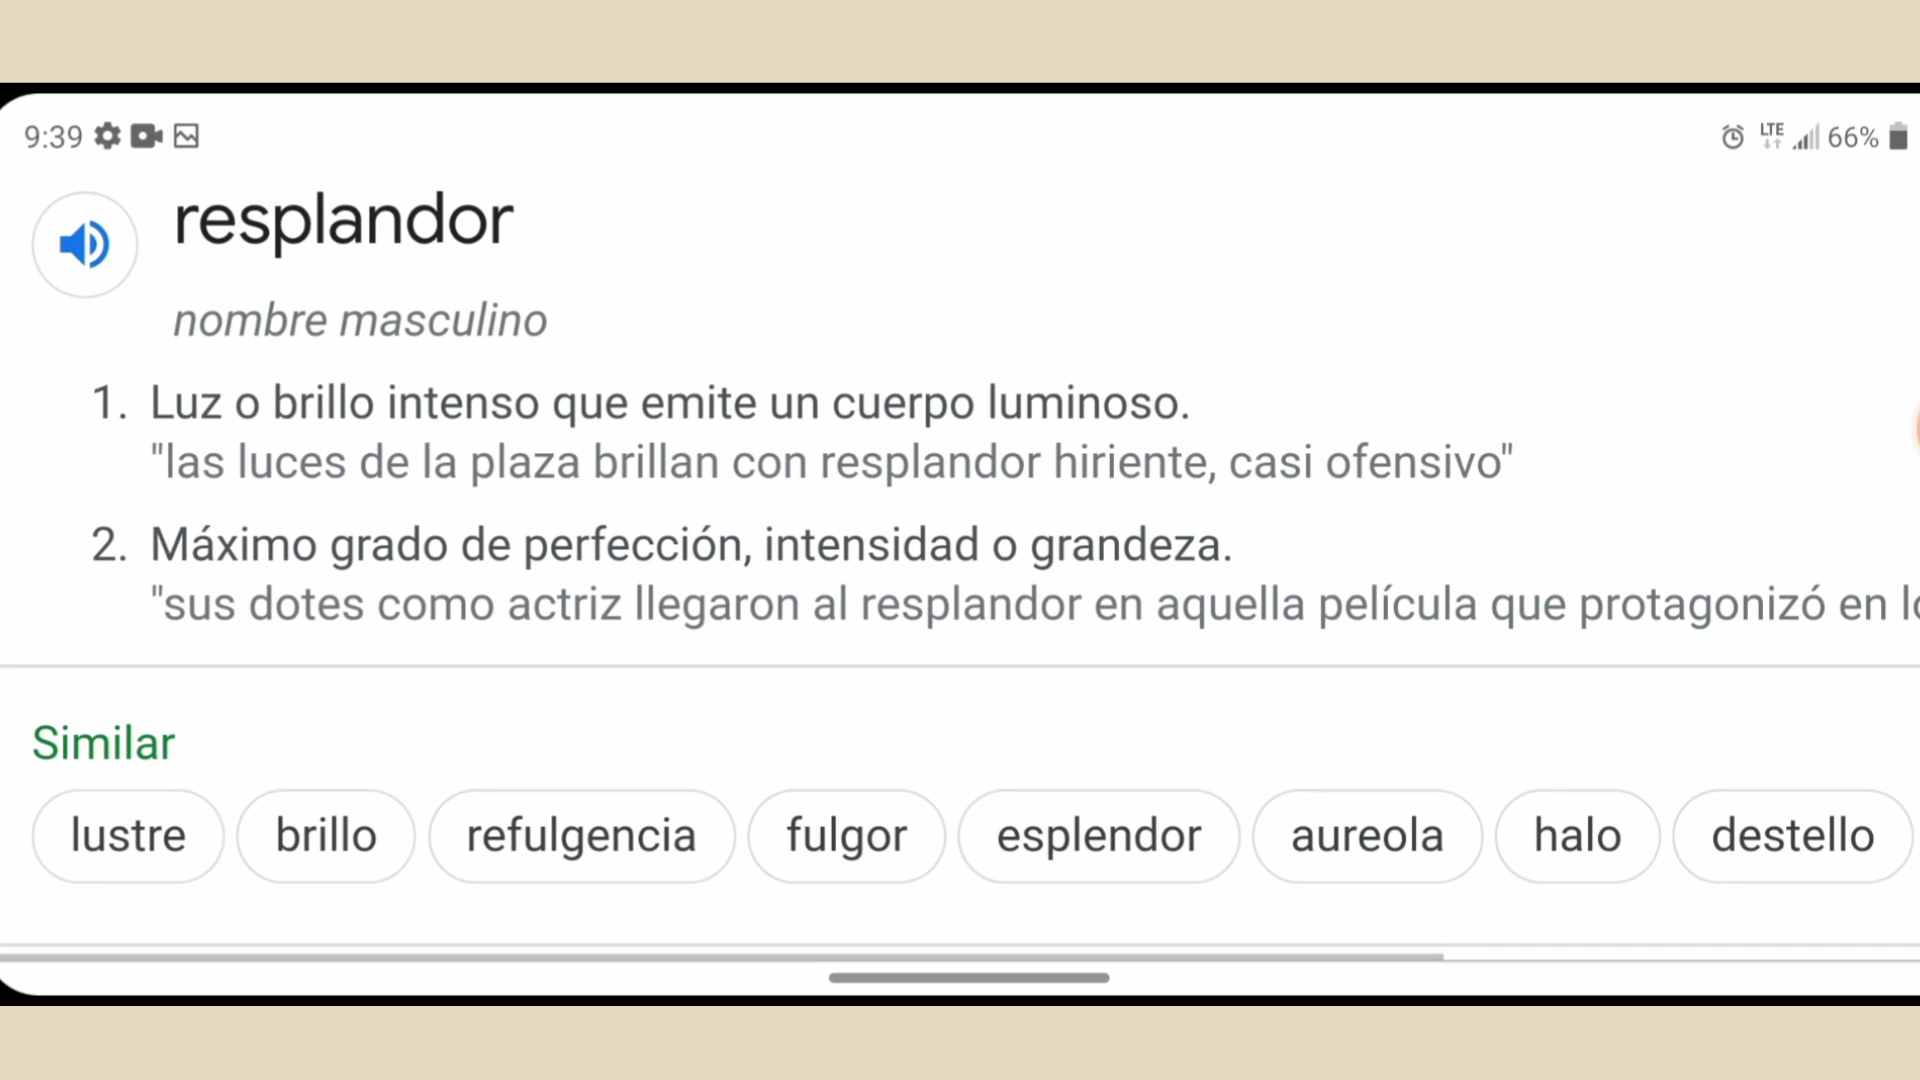 9:39 LTE 66%
resplandor
nombre masculino
1. Luz o brillo intenso que emite un cuerpo luminoso.
"las luces de la plaza brillan con resplandor hiriente, casi ofensivo"
2. Máximo grado de perfección, intensidad o grandeza.
"sus dotes como actriz llegaron al resplandor en aquella película que protagonizó en
Similar
lustre brillo refulgencia fulgor esplendor aureola halo destello